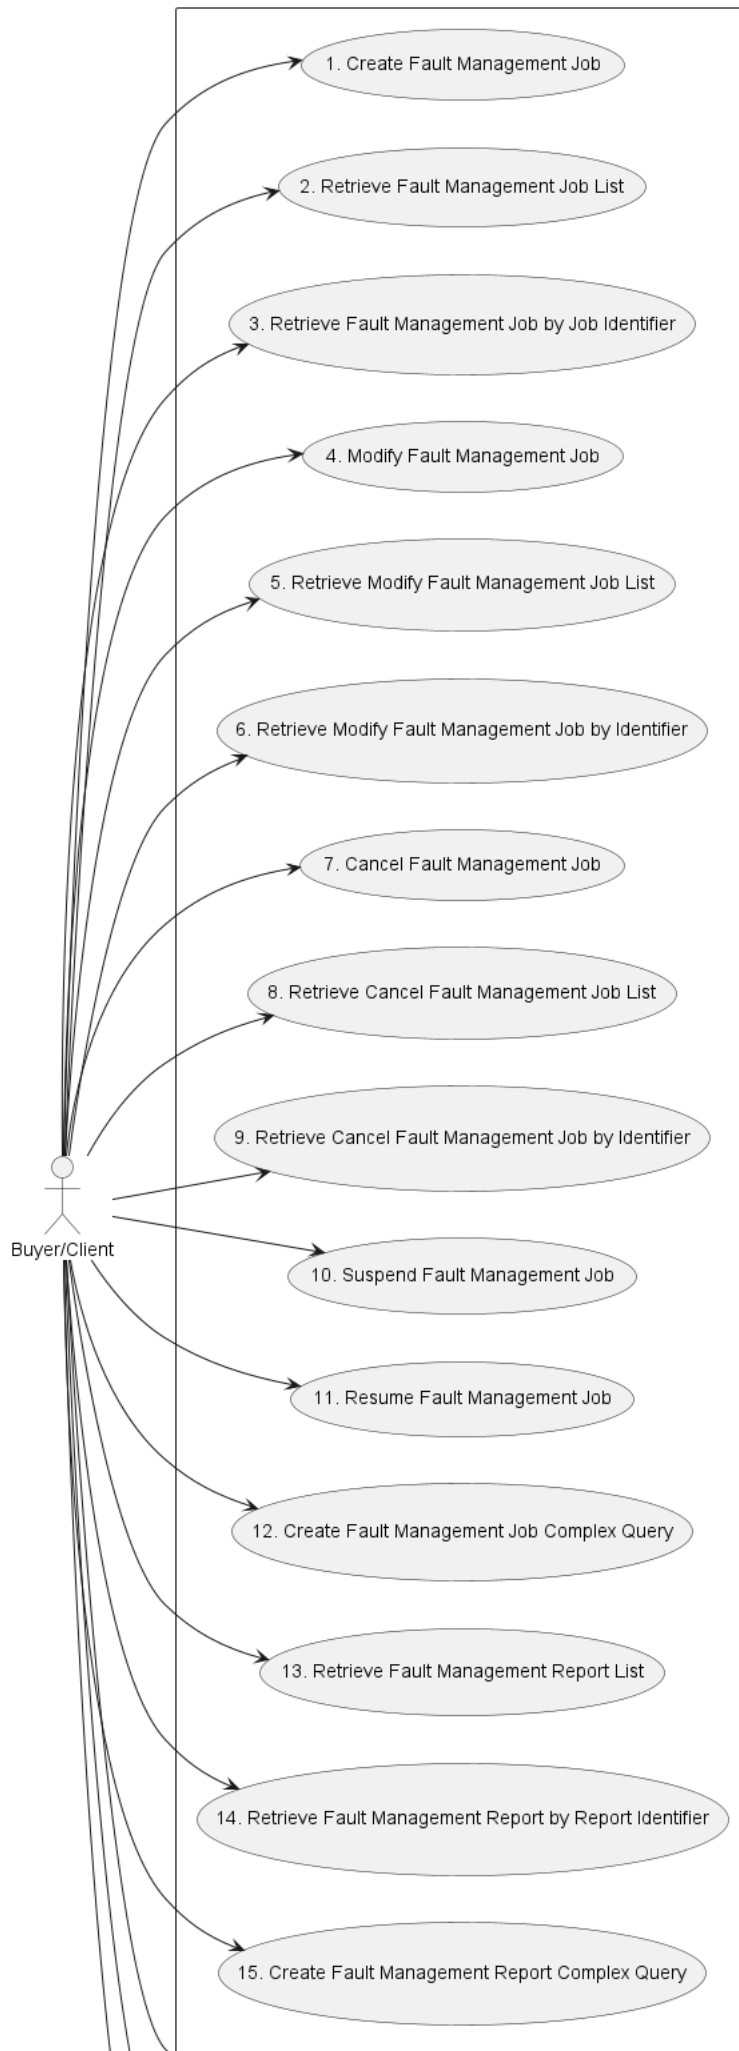 1. Create Fault Management Job
2. Retrieve Fault Management Job List
3. Retrieve Fault Management Job by Job Identifier
4. Modify Fault Management Job
5. Retrieve Modify Fault Management Job List
6. Retrieve Modify Fault Management Job by Identifier
7. Cancel Fault Management Job
8. Retrieve Cancel Fault Management Job List
9. Retrieve Cancel Fault Management Job by Identifier
Buyer/Client
10. Suspend Fault Management Job
11. Resume Fault Management Job
12. Create Fault Management Job Complex Query
13. Retrieve Fault Management Report List
14. Retrieve Fault Management Report by Report Identifier
15. Create Fault Management Report Complex Query